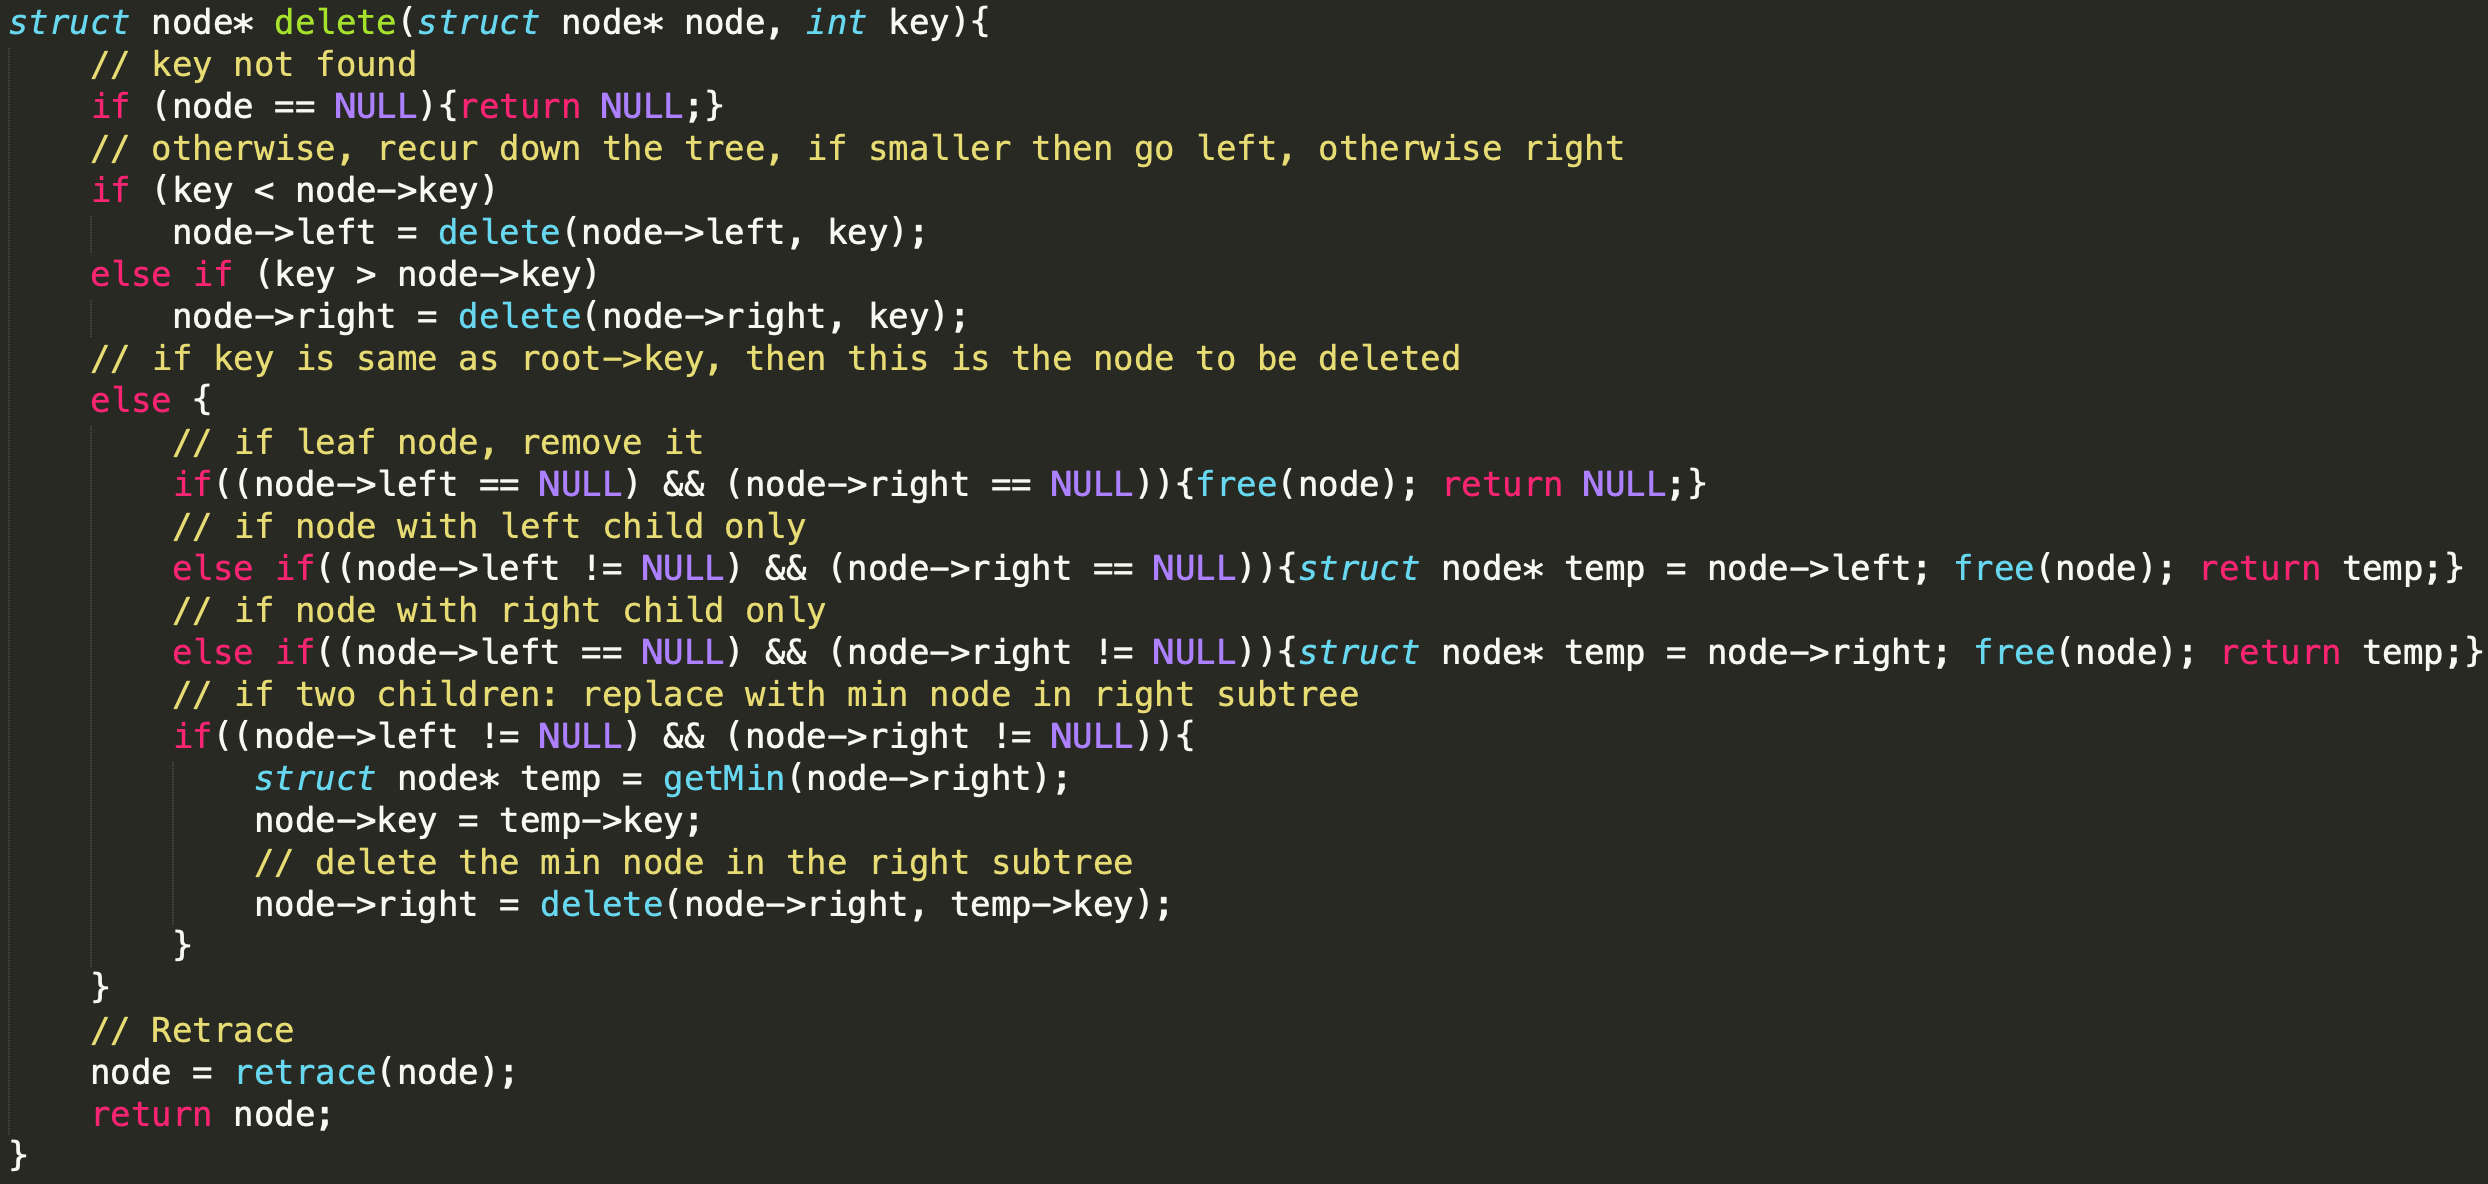 struct node* delete(struct node* node, int key){
    // key not found
    if (node == NULL){return NULL;}
    // otherwise, recur down the tree, if smaller then go left, otherwise right
    if (key < node->key)
        node->left = delete(node->left, key);
    else if (key > node->key)
        node->right = delete(node->right, key);
    // if key is same as root->key, then this is the node to be deleted
    else {
        // if leaf node, remove it
        if((node->left == NULL) && (node->right == NULL)){free(node); return NULL;}
        // if node with left child only
        else if((node->left != NULL) && (node->right == NULL)){struct node* temp = node->left; free(node); return temp;}
        // if node with right child only
        else if((node->left == NULL) && (node->right != NULL)){struct node* temp = node->right; free(node); return temp;}
        // if two children: replace with min node in right subtree
        if((node->left != NULL) && (node->right != NULL)){
            struct node* temp = getMin(node->right);
            node->key = temp->key;
            // delete the min node in the right subtree
            node->right = delete(node->right, temp->key);
        }
    }
    // Retrace
    node = retrace(node);
    return node;
}